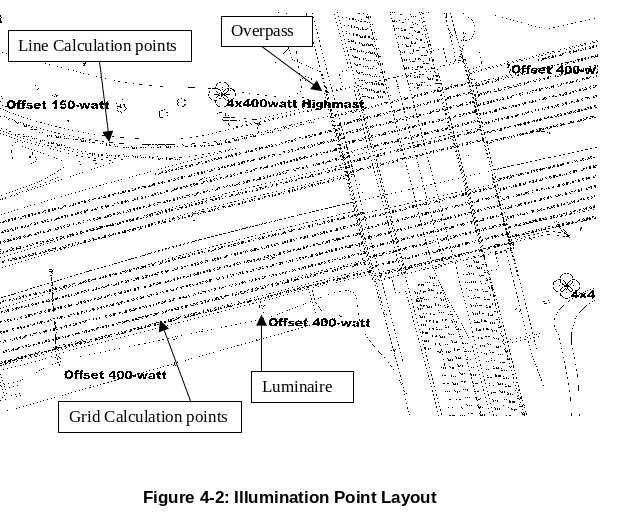 Overpass
Line Calculation points
Offset 400-w
Offset 150-watt
4x400watt Highmast
4x4
Offset 400-watt
Offset 400-watt
Luminaire
Grid Calculation points
Figure 4-2: Illumination Point Layout